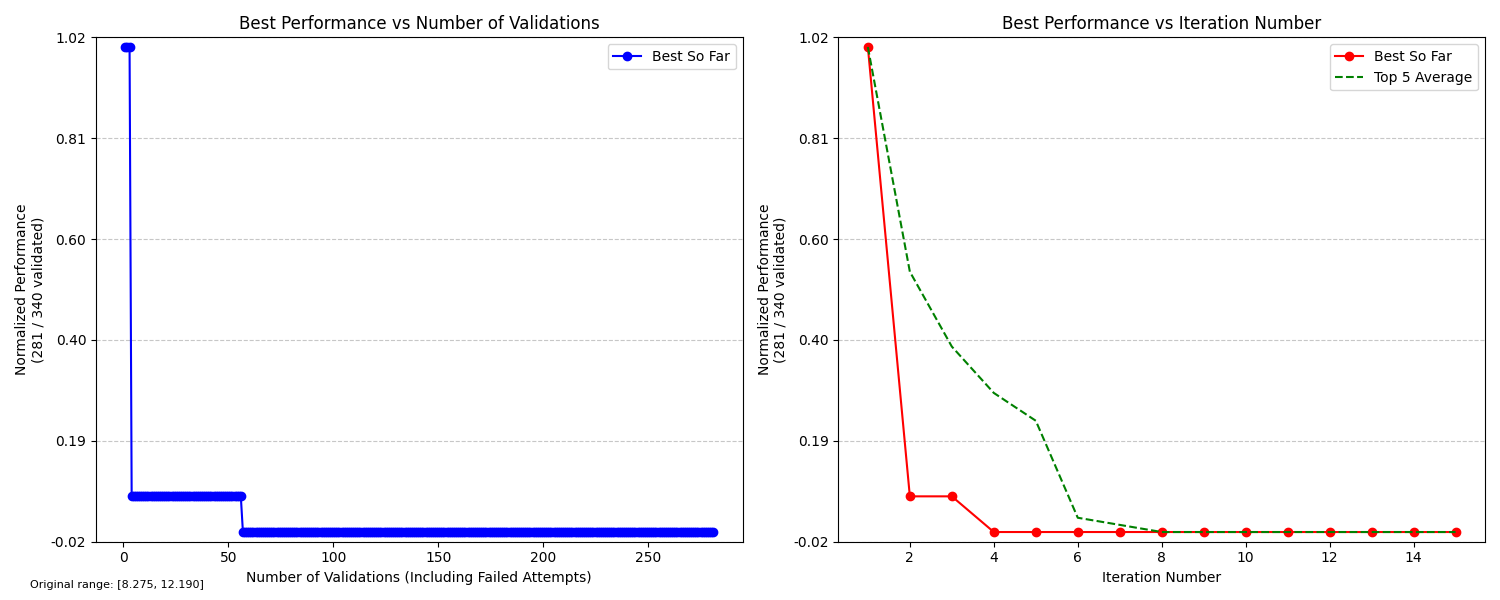 Best Performance vs Number of Validations
Normalized Performance
(281 / 340 validated)
1.02
0.81
0.60
0.40
0.19
-0.02
Best So Far
0
50
100
150
200
250
Number of Validations (Including Failed Attempts)
Original range: [8.275, 12.190]
Best Performance vs Iteration Number
Normalized Performance
(281 / 340 validated)
1.02
0.81
0.60
0.40
0.19
-0.02
Best So Far
Top 5 Average
2
4
6
8
10
12
14
Iteration Number